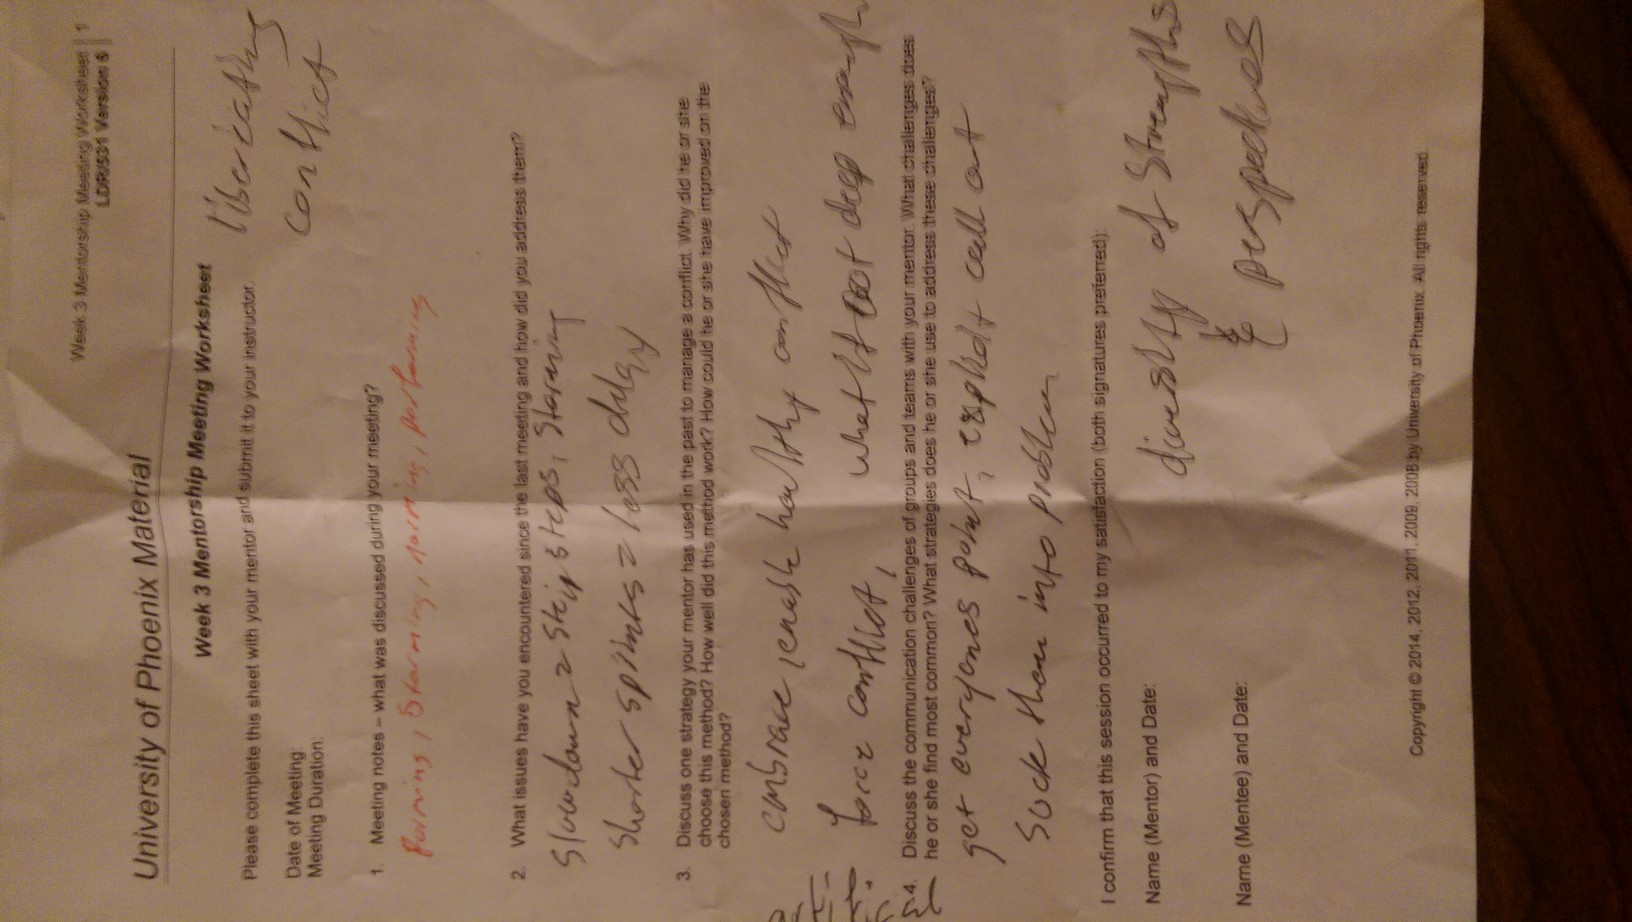 Week 3 Mentorship Meeting Worksheet | 1
LDR/531 Version 6
University of Phoenix Material
Week 3 Mentorship Meeting Worksheet
liberating
conflict
Please complete this sheet with your mentor and submit it to your instructor.
Date of Meeting:
Meeting Duration:
1. Meeting notes – what was discussed during your meeting?
Forming, Storming, norming, performing
2. What issues have you encountered since the last meeting and how did you address them?
Slowdown = Skip steps, Storming
Shorter sprints = less delay
3. Discuss one strategy your mentor has used in the past to manage a conflict. Why did he or she
choose this method? How well did this method work? How could he or she have improved on the
chosen method?
embrace, enable healthy conflict
force conflict, what if not deep enough
artificial
4. Discuss the communication challenges of groups and teams with your mentor. What challenges does
he or she find most common? What strategies does he or she use to address these challenges?
get everyones point, explicit call out
Suck them into problem
I confirm that this session occurred to my satisfaction (both signatures preferred):
Name (Mentor) and Date:
diversity of Strengths
& perspectives
Name (Mentee) and Date:
Copyright © 2014, 2012, 2011, 2009, 2008 by University of Phoenix. All rights reserved.